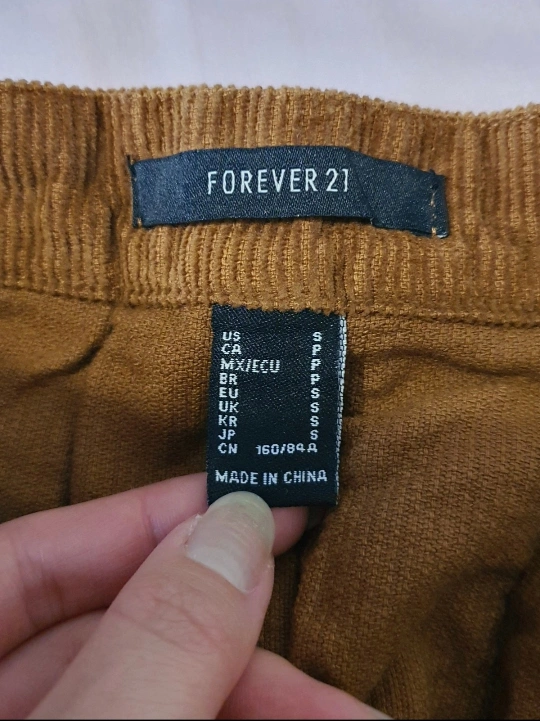 FOREVER 21
US S
CA P
MX/ECU P
BR P
EU S
UK S
KR S
JP S
CN 160/84A
MADE IN CHINA